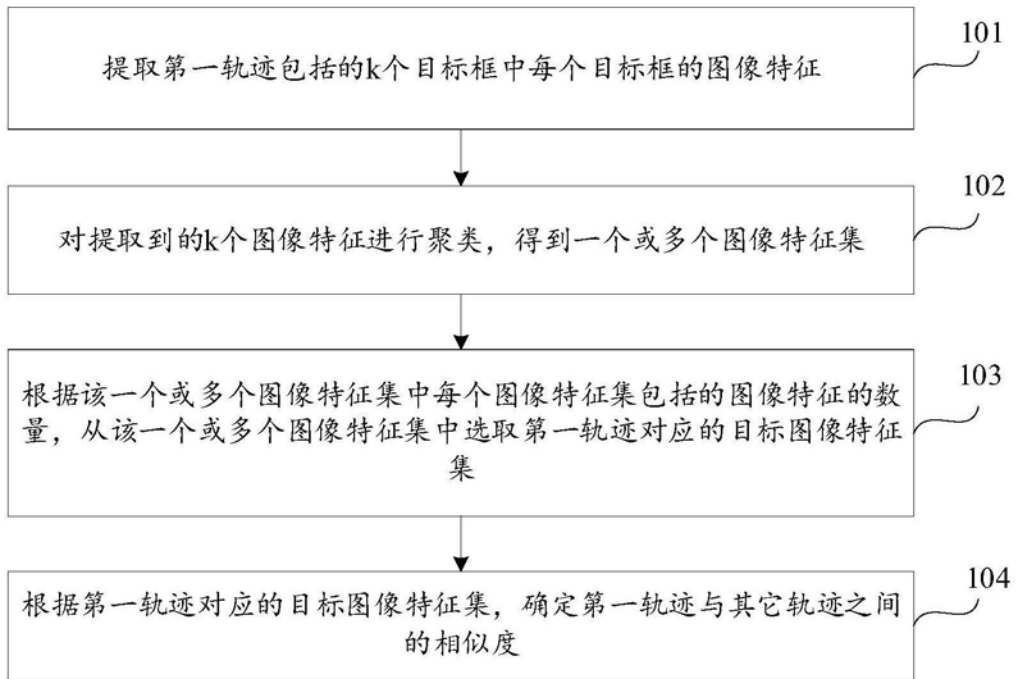 101
提取第一轨迹包括的k个目标框中每个目标框的图像特征
102
对提取到的k个图像特征进行聚类，得到一个或多个图像特征集
103
根据该一个或多个图像特征集中每个图像特征集包括的图像特征的数
量，从该一个或多个图像特征集中选取第一轨迹对应的目标图像特征
集
104
根据第一轨迹对应的目标图像特征集，确定第一轨迹与其它轨迹之间
的相似度